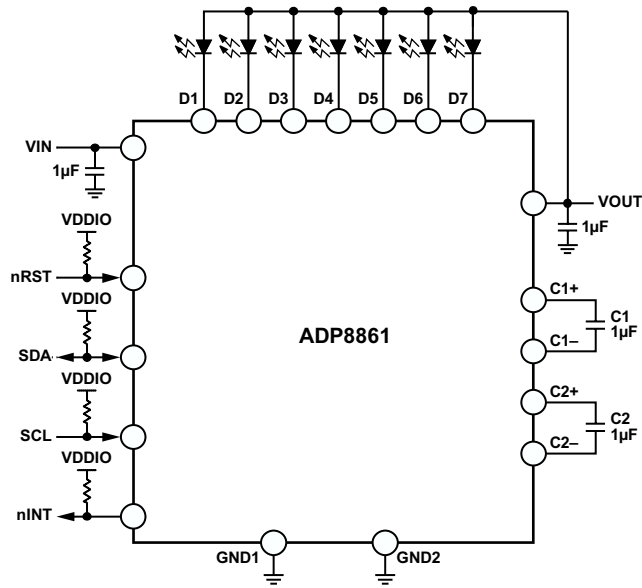 D1 D2 D3 D4 D5 D6 D7
VIN
1µF
VOUT
1µF
VDDIO
nRST
VDDIO
SDA
VDDIO
SCL
VDDIO
nINT
ADP8861
C1+
C1
1µF
C1–
C2+
C2
1µF
C2–
GND1
GND2